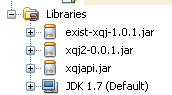 Libraries
exist-xqj-1.0.1.jar
xqj2-0.0.1.jar
xqjapi.jar
JDK 1.7 (Default)